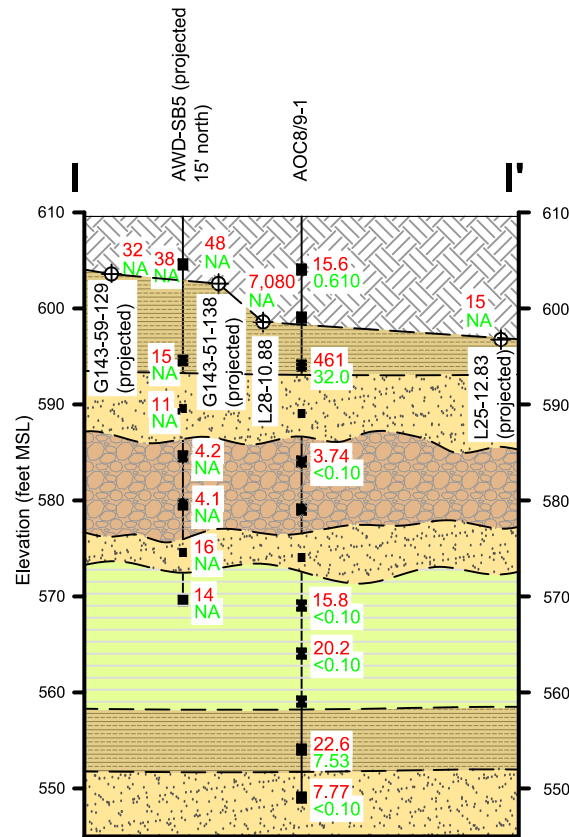 AWD-SB5 (projected
15' north)
AOC8/9-1
I
I'
610
610
32
NA
38
NA
48
NA
15.6
0.610
7,080
NA
600
600
15
NA
G143-59-129
(projected)
G143-51-138
(projected)
L28-10.88
L25-12.83
(projected)
15
NA
461
32.0
590
590
11
NA
4.2
NA
3.74
<0.10
580
580
4.1
NA
16
NA
Elevation (feet MSL)
570
570
14
NA
15.8
<0.10
20.2
<0.10
560
560
22.6
7.53
550
550
7.77
<0.10